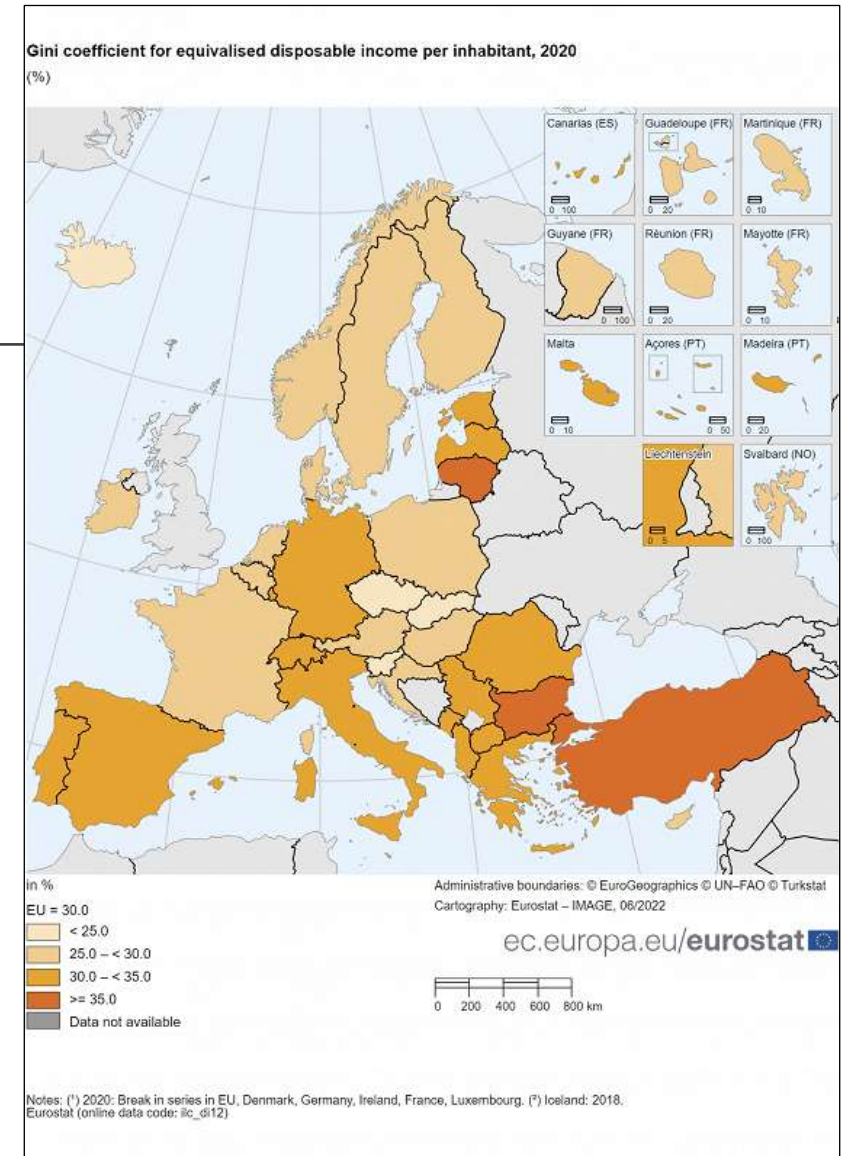 Gini coefficient for equivalised disposable income per inhabitant, 2020
(%)
Canarias (ES)
0 100
Guadeloupe (FR)
0 20
Martinique (FR)
0 10
Guyane (FR)
0 100
Réunion (FR)
0 20
Mayotte (FR)
0 10
Malta
0 10
Açores (PT)
0 50
Madeira (PT)
0 20
Liechtenstein
0 5
Svalbard (NO)
0 100
in %
EU = 30.0
< 25.0
25.0 – < 30.0
30.0 – < 35.0
>= 35.0
Data not available
Administrative boundaries: © EuroGeographics © UN–FAO © Turkstat
Cartography: Eurostat – IMAGE, 06/2022
ec.europa.eu/eurostat
0 200 400 600 800 km
Notes: (¹) 2020: Break in series in EU, Denmark, Germany, Ireland, France, Luxembourg. (²) Iceland: 2018.
Eurostat (online data code: ilc_di12)